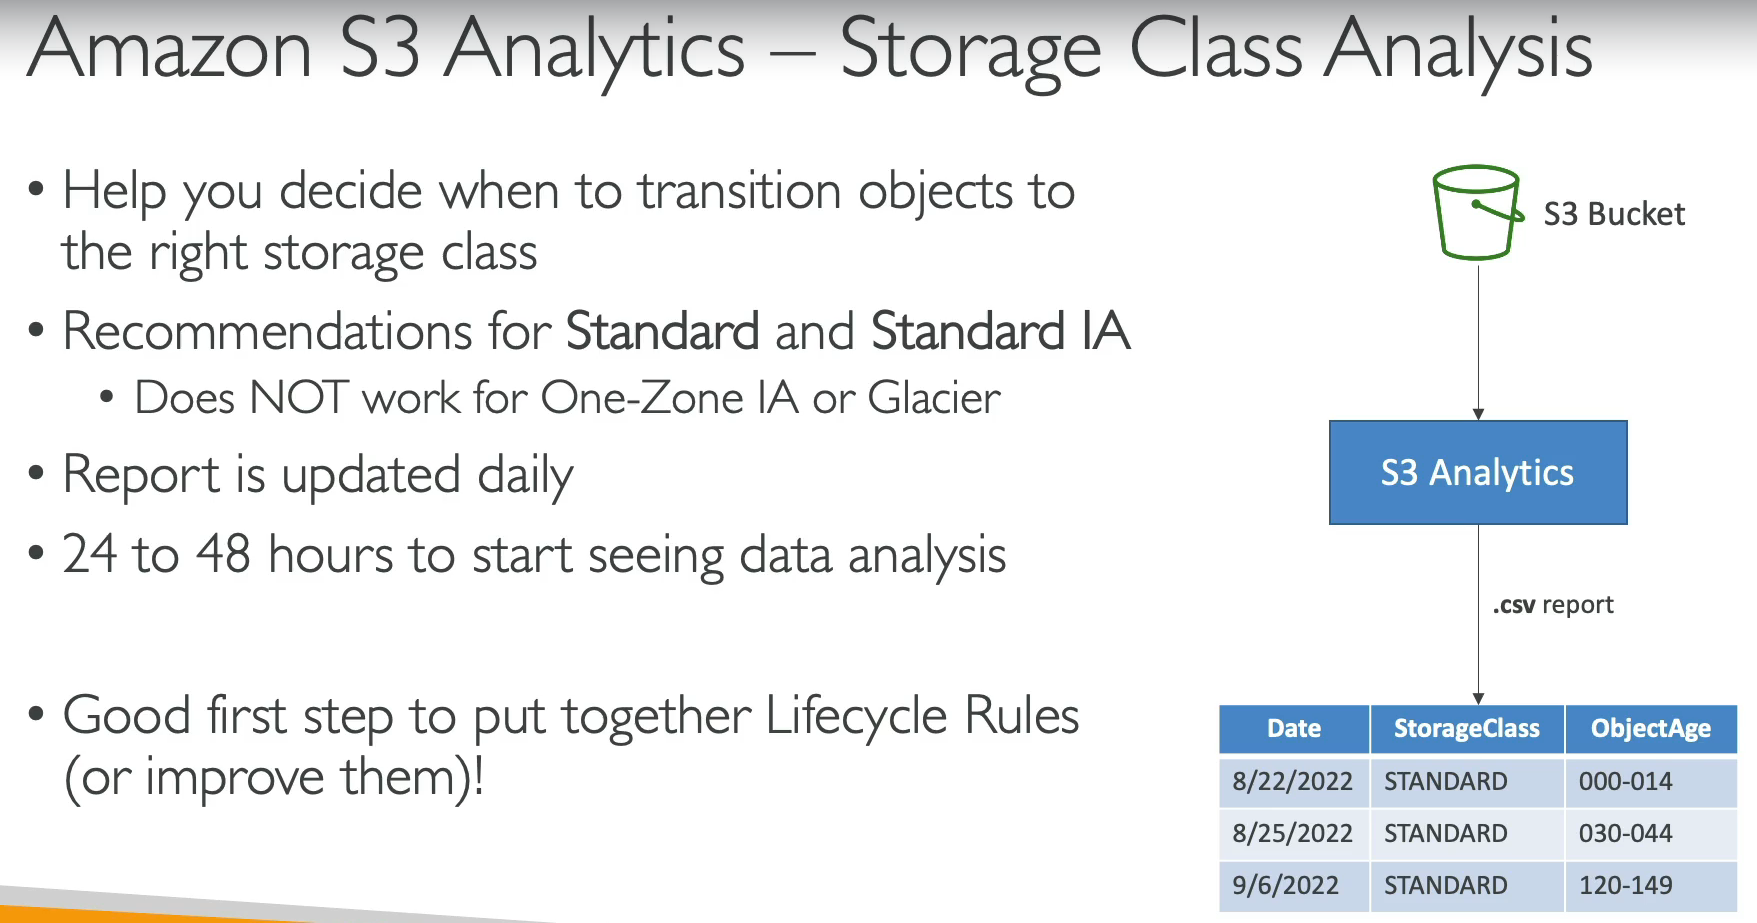 Amazon S3 Analytics – Storage Class Analysis
• Help you decide when to transition objects to
the right storage class
• Recommendations for Standard and Standard IA
• Does NOT work for One-Zone IA or Glacier
• Report is updated daily
• 24 to 48 hours to start seeing data analysis
• Good first step to put together Lifecycle Rules
(or improve them)!
S3 Bucket
S3 Analytics
.csv report
Date StorageClass ObjectAge
8/22/2022 STANDARD 000-014
8/25/2022 STANDARD 030-044
9/6/2022 STANDARD 120-149